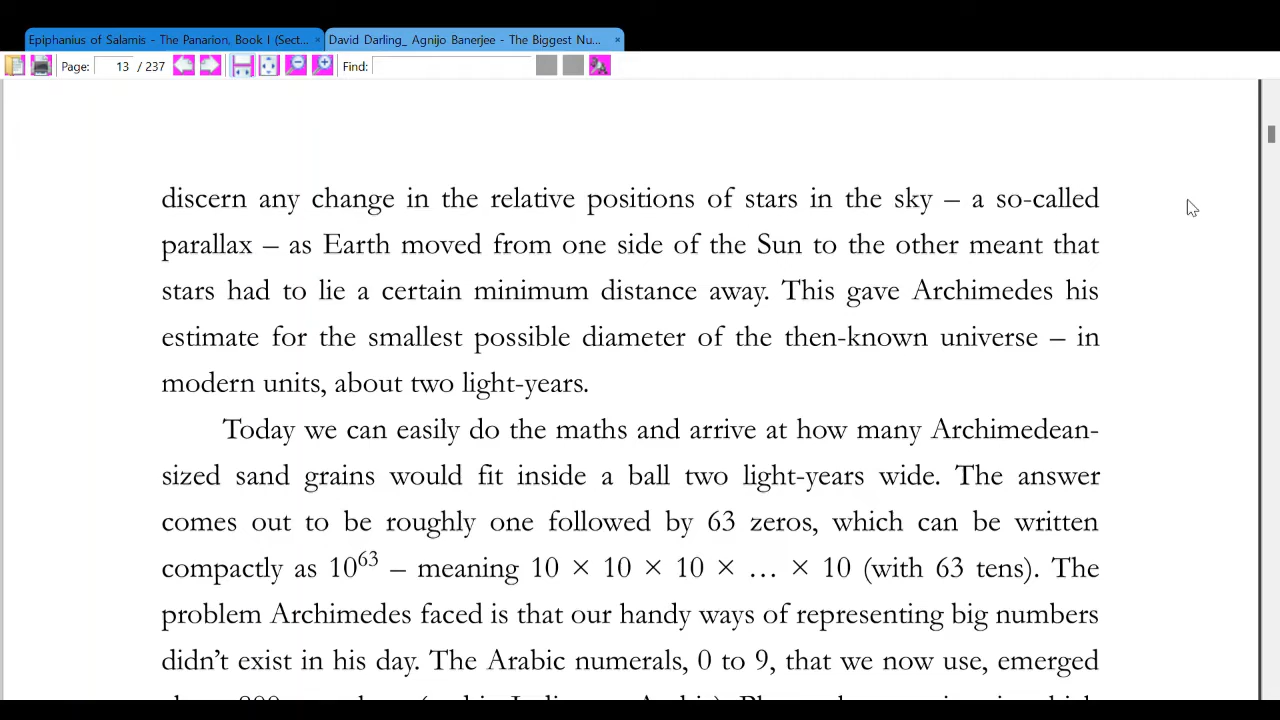 Epiphanius of Salamis - The Panarion, Book I (Sect... ×
David Darling_ Agnijo Banerjee - The Biggest Nu... ×
Page: 13 / 237 Find:
discern any change in the relative positions of stars in the sky – a so-called
parallax – as Earth moved from one side of the Sun to the other meant that
stars had to lie a certain minimum distance away. This gave Archimedes his
estimate for the smallest possible diameter of the then-known universe – in
modern units, about two light-years.
Today we can easily do the maths and arrive at how many Archimedean-
sized sand grains would fit inside a ball two light-years wide. The answer
comes out to be roughly one followed by 63 zeros, which can be written
compactly as 10⁶³ – meaning 10 × 10 × 10 × … × 10 (with 63 tens). The
problem Archimedes faced is that our handy ways of representing big numbers
didn’t exist in his day. The Arabic numerals, 0 to 9, that we now use, emerged